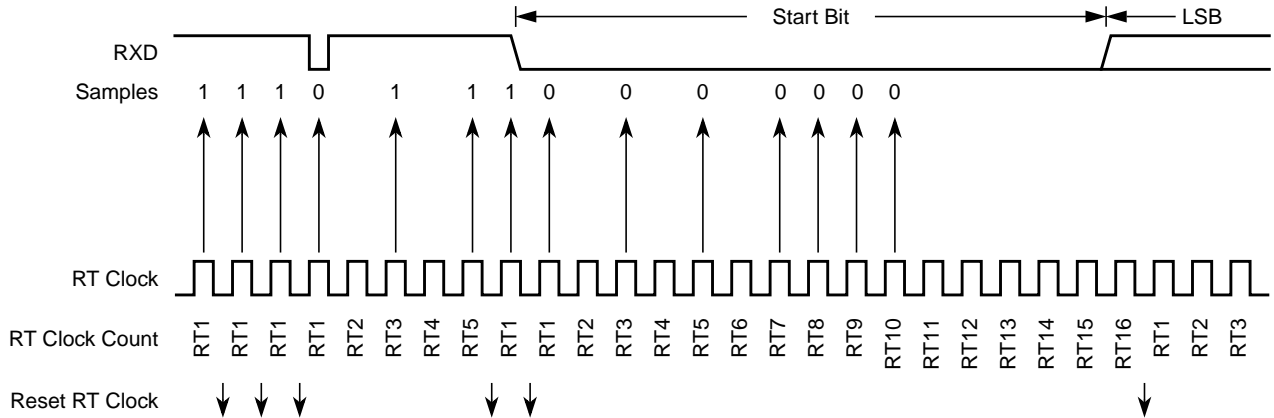 Start Bit LSB
RXD
Samples 1 1 1 0 1 1 1 0 0 0 0 0 0 0
RT Clock
RT Clock Count RT1 RT1 RT1 RT1 RT2 RT3 RT4 RT5 RT1 RT1 RT2 RT3 RT4 RT5 RT6 RT7 RT8 RT9 RT10 RT11 RT12 RT13 RT14 RT15 RT16 RT1 RT2 RT3
Reset RT Clock